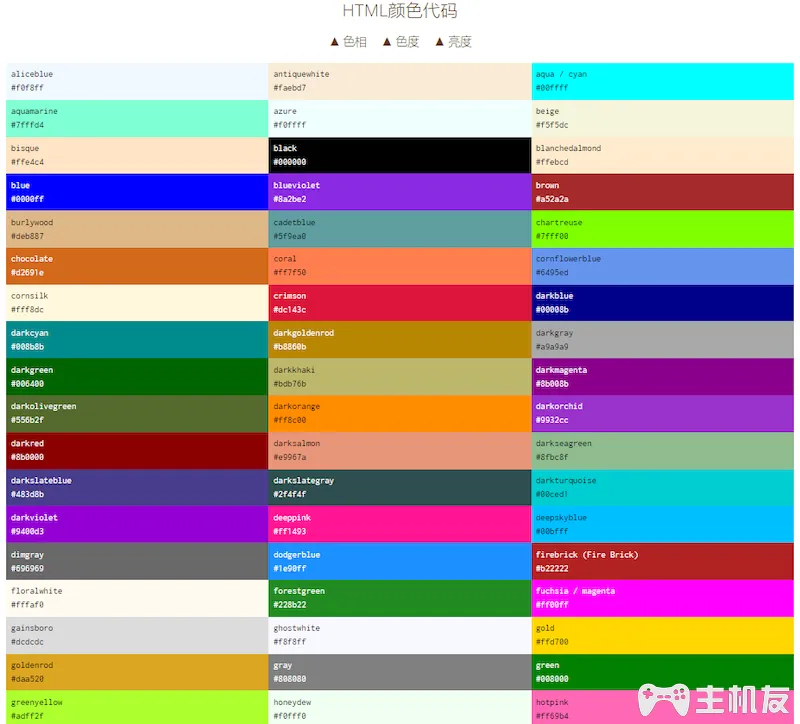 HTML颜色代码
▲ 色相 ▲ 色度 ▲ 亮度
aliceblue
#f0f8ff
antiquewhite
#faebd7
aqua / cyan
#00ffff
aquamarine
#7fffd4
azure
#f0ffff
beige
#f5f5dc
bisque
#ffe4c4
black
#000000
blanchedalmond
#ffebcd
blue
#0000ff
blueviolet
#8a2be2
brown
#a52a2a
burlywood
#deb887
cadetblue
#5f9ea0
chartreuse
#7fff00
chocolate
#d2691e
coral
#ff7f50
cornflowerblue
#6495ed
cornsilk
#fff8dc
crimson
#dc143c
darkblue
#00008b
darkcyan
#008b8b
darkgoldenrod
#b8860b
darkgray
#a9a9a9
darkgreen
#006400
darkkhaki
#bdb76b
darkmagenta
#8b008b
darkolivegreen
#556b2f
darkorange
#ff8c00
darkorchid
#9932cc
darkred
#8b0000
darksalmon
#e9967a
darkseagreen
#8fbc8f
darkslateblue
#483d8b
darkslategray
#2f4f4f
darkturquoise
#00ced1
darkviolet
#9400d3
deeppink
#ff1493
deepskyblue
#00bfff
dimgray
#696969
dodgerblue
#1e90ff
firebrick (Fire Brick)
#b22222
floralwhite
#fffaf0
forestgreen
#228b22
fuchsia / magenta
#ff00ff
gainsboro
#dcdcdc
ghostwhite
#f8f8ff
gold
#ffd700
goldenrod
#daa520
gray
#808080
green
#008000
greenyellow
#adff2f
honeydew
#f0fff0
hotpink
#ff69b4
主机友